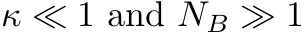 κ ≪ 1 and N_B ≫ 1